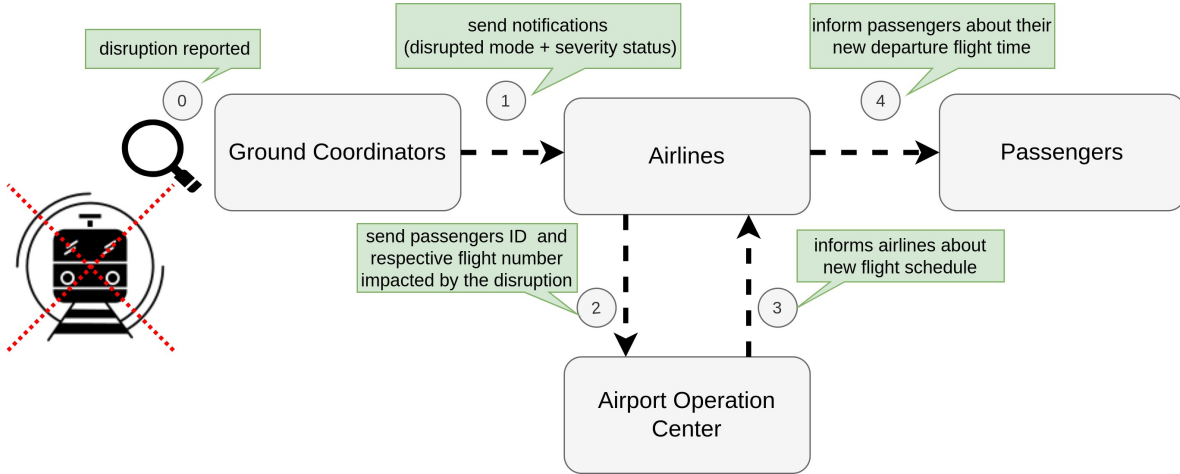 disruption reported
0
send notifications
(disrupted mode + severity status)
1
inform passengers about their
new departure flight time
4
Ground Coordinators
Airlines
Passengers
send passengers ID and
respective flight number
impacted by the disruption
2
informs airlines about
new flight schedule
3
Airport Operation
Center